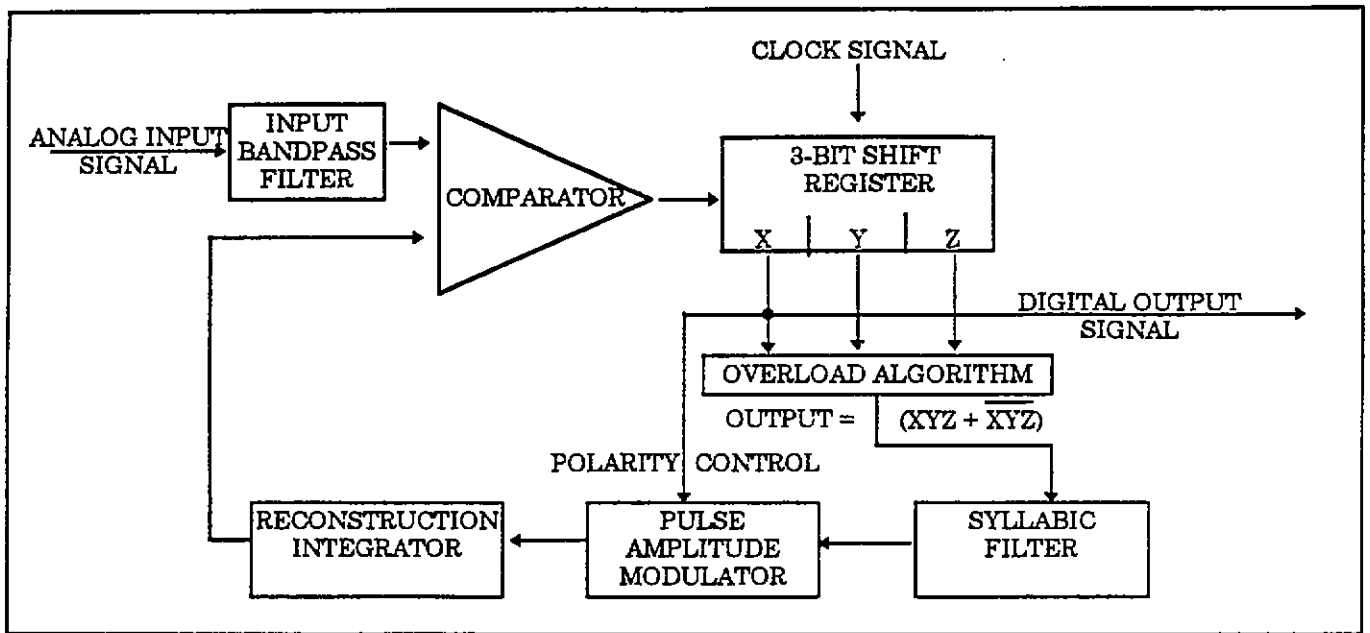 CLOCK SIGNAL
ANALOG INPUT
SIGNAL
INPUT
BANDPASS
FILTER
COMPARATOR
3-BIT SHIFT
REGISTER
X Y Z
DIGITAL OUTPUT
SIGNAL
OVERLOAD ALGORITHM
OUTPUT = (XYZ + X̅Y̅Z̅)
POLARITY CONTROL
RECONSTRUCTION
INTEGRATOR
PULSE
AMPLITUDE
MODULATOR
SYLLABIC
FILTER